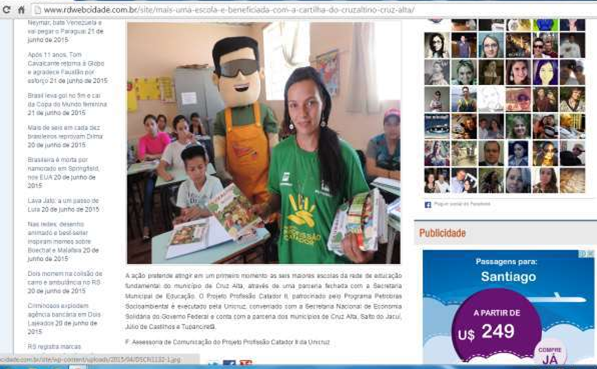 www.rdwebcidade.com.br/site/mais-uma-escola-e-beneficiada-com-a-cartilha-do-cruzaltino-cruz-alta/
Neymar, bate Venezuela e
vai pegar o Paraguai 21 de
junho de 2015
Após 11 anos, Tom
Cavalcante retorna à Globo
e agradece Faustão por
esforço 21 de junho de 2015
Brasil leva gol no fim e cai
da Copa do Mundo feminina
21 de junho de 2015
Mais de seis em cada dez
brasileiros reprovam Dilma
20 de junho de 2015
Brasileira é morta por
namorado em Springfield,
nos EUA 20 de junho de
2015
Lava Jato: a um passo de
Lula 20 de junho de 2015
Nas redes, desenho
animado e best seller
inspiram memes sobre
Boechat e Malafaia 20 de
junho de 2015
Dois morrem na colisão de
carro e ambulância no RS
20 de junho de 2015
Criminosos explodem
agência bancária em Dois
Lajeados 20 de junho de
2015
RS registra marcas
PROFISSÃO
CATADOR
A ação pretende atingir em um primeiro momento as seis maiores escolas da rede de educação
fundamental do município de Cruz Alta, através de uma parceria fechada com a Secretaria
Municipal de Educação. O Projeto Profissão Catador II, patrocinado pelo Programa Petrobras
Socioambiental é executado pela Unicruz, conveniado com a Secretaria Nacional de Economia
Solidária do Governo Federal e conta com a parceria dos municípios de Cruz Alta, Salto do Jacuí,
Júlio de Castilhos e Tupanciretã.
F: Assessoria de Comunicação do Projeto Profissão Catador II da Unicruz
Plug-in social do Facebook
Publicidade
Passagens para:
Santiago
A PARTIR DE
U$ 249
COMPRE
JÁ
cidade.com.br/site/wp-content/uploads/2015/04/DSCN1132-1.jpg